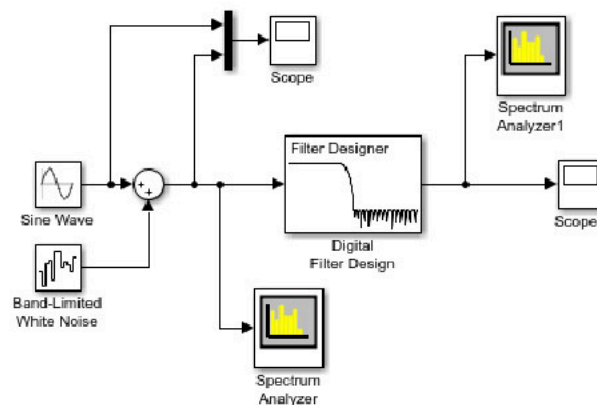 Scope
Spectrum
Analyzer1
Filter Designer
Sine Wave
Digital
Filter Design
Scope
Band-Limited
White Noise
Spectrum
Analyzer